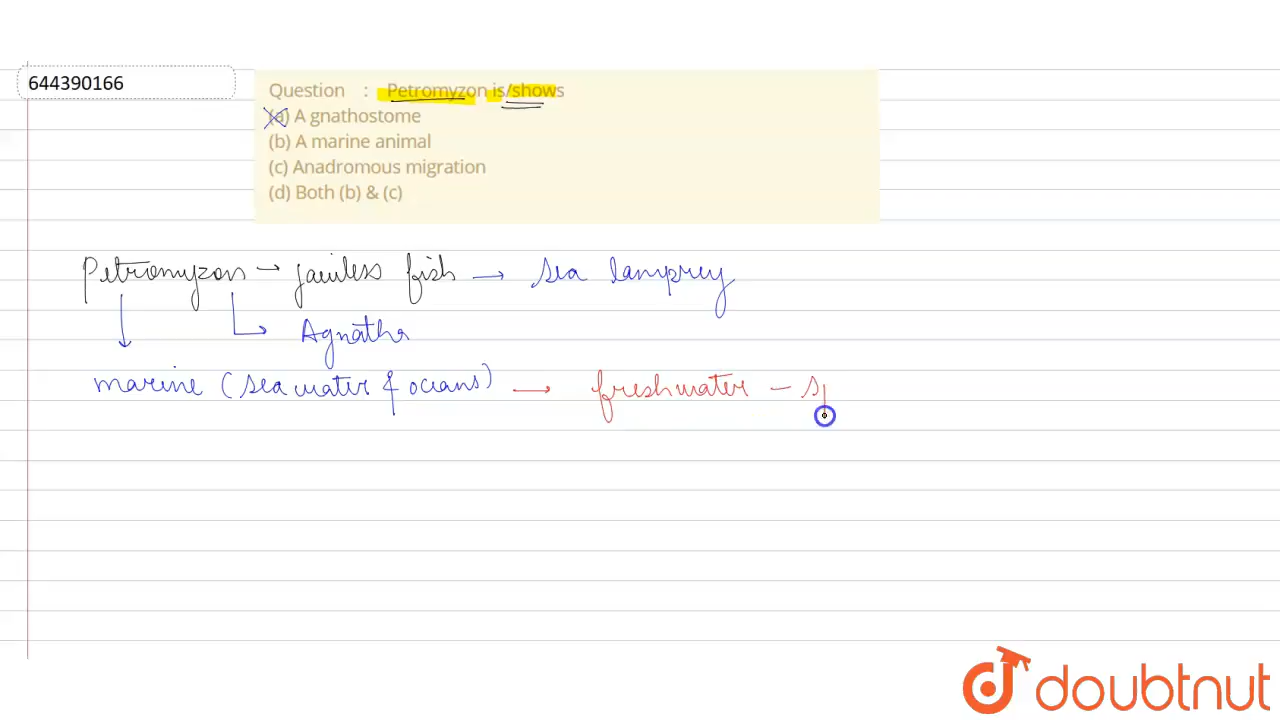 644390166
Question : Petromyzon is/shows
(a) A gnathostome
(b) A marine animal
(c) Anadromous migration
(d) Both (b) & (c)
Petromyzon → jawless fish → sea lamprey
Agnatha
marine (sea water & oceans) → freshwater - sp
doubtnut